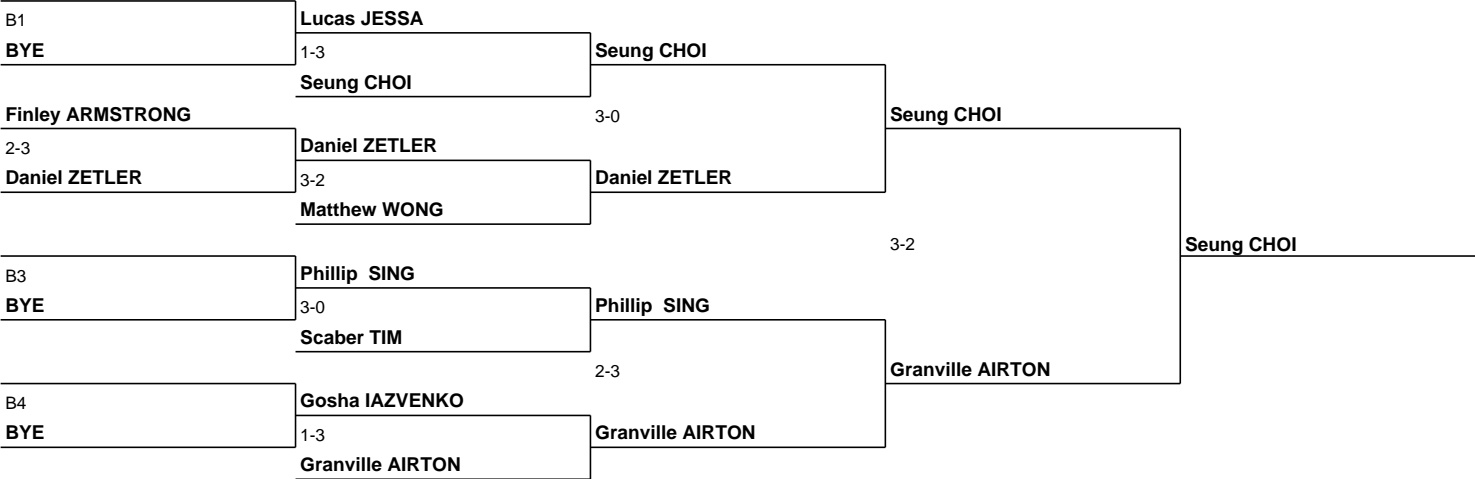 B1
BYE
Finley ARMSTRONG
2-3
Daniel ZETLER
B3
BYE
B4
BYE
Lucas JESSA
1-3
Seung CHOI
Daniel ZETLER
3-2
Matthew WONG
Phillip  SING
3-0
Scaber TIM
Gosha IAZVENKO
1-3
Granville AIRTON
Seung CHOI
3-0
Daniel ZETLER
Phillip  SING
2-3
Granville AIRTON
Seung CHOI
3-2
Granville AIRTON
Seung CHOI